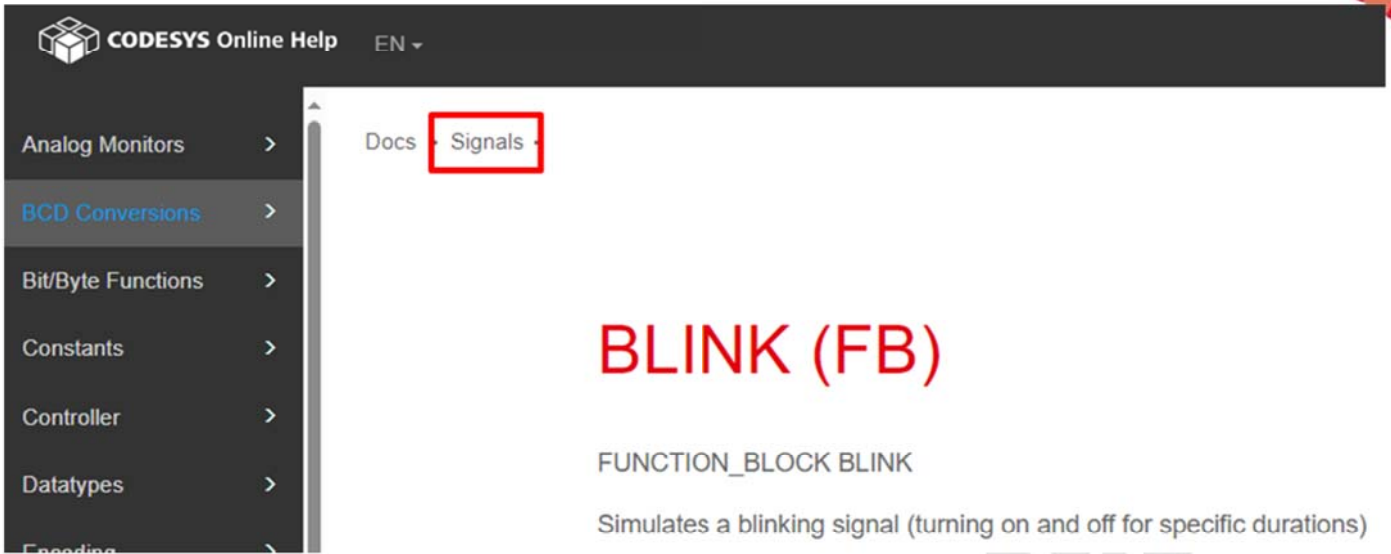 CODESYS Online Help EN
Analog Monitors
BCD Conversions
Bit/Byte Functions
Constants
Controller
Datatypes
Encoding
Docs • Signals •
BLINK (FB)
FUNCTION_BLOCK BLINK
Simulates a blinking signal (turning on and off for specific durations)